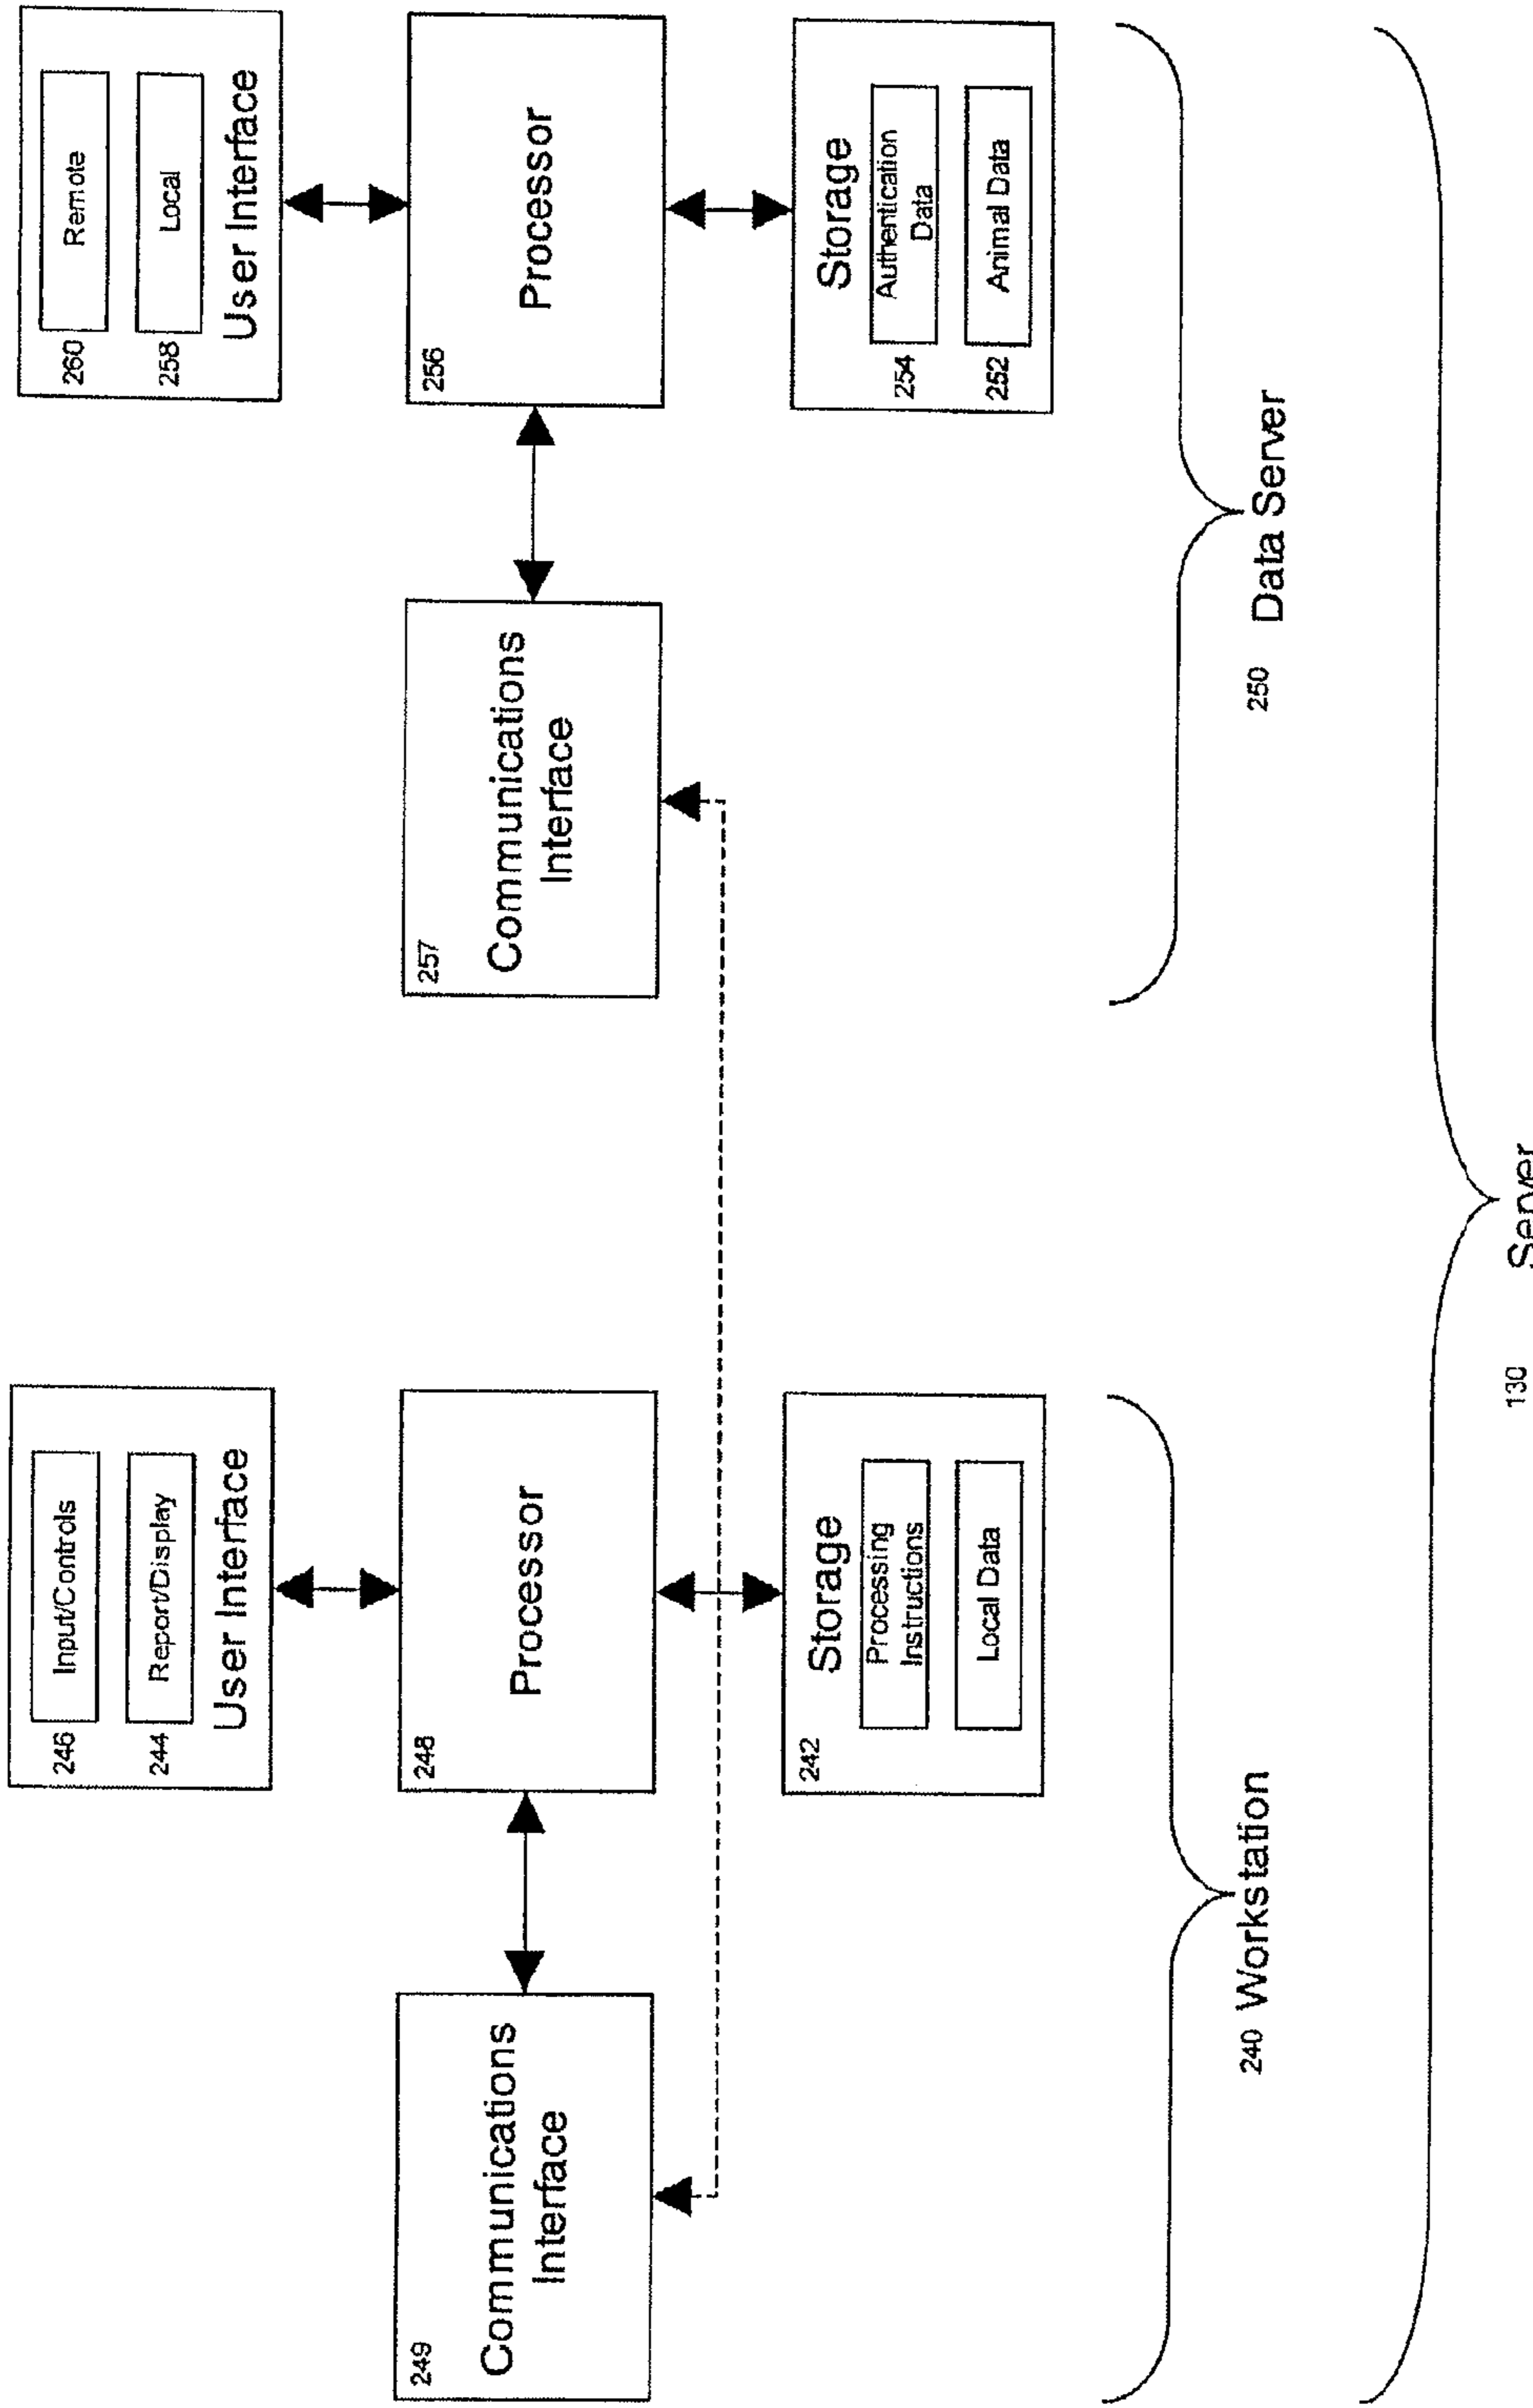 246
Input/Controls
244
Report/Display
User Interface
260
Remote
258
Local
User Interface
249
Communications
Interface
248
Processor
257
Communications
Interface
256
Processor
242
Storage
Processing
Instructions
Local Data
Storage
254
Authentication
Data
252
Animal Data
240 Workstation
250 Data Server
130 Server